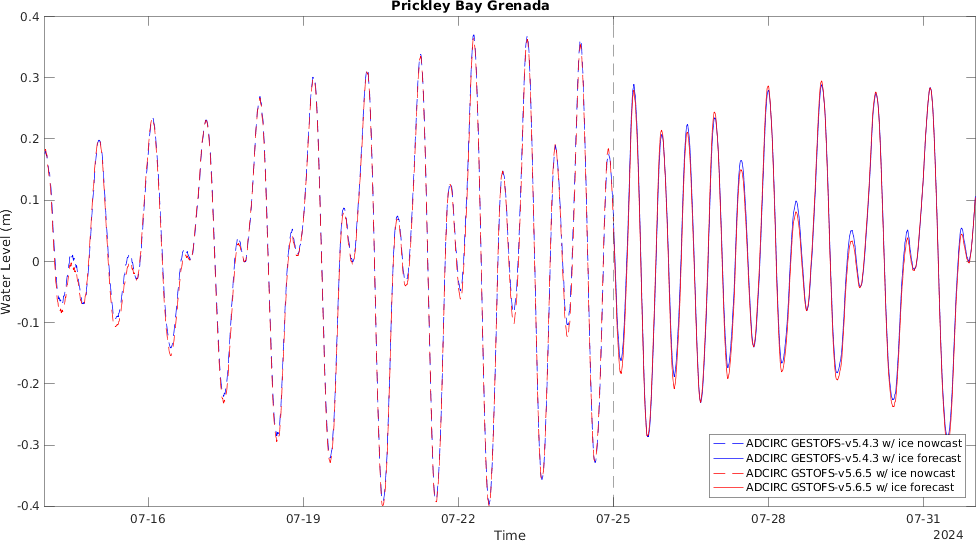 Prickley Bay Grenada
0.4
0.3
0.2
0.1
0
-0.1
-0.2
-0.3
-0.4
Water Level (m)
07-16
07-19
07-22
07-25
07-28
07-31
Time
2024
ADCIRC GESTOFS-v5.4.3 w/ ice nowcast
ADCIRC GESTOFS-v5.4.3 w/ ice forecast
ADCIRC GSTOFS-v5.6.5 w/ ice nowcast
ADCIRC GSTOFS-v5.6.5 w/ ice forecast